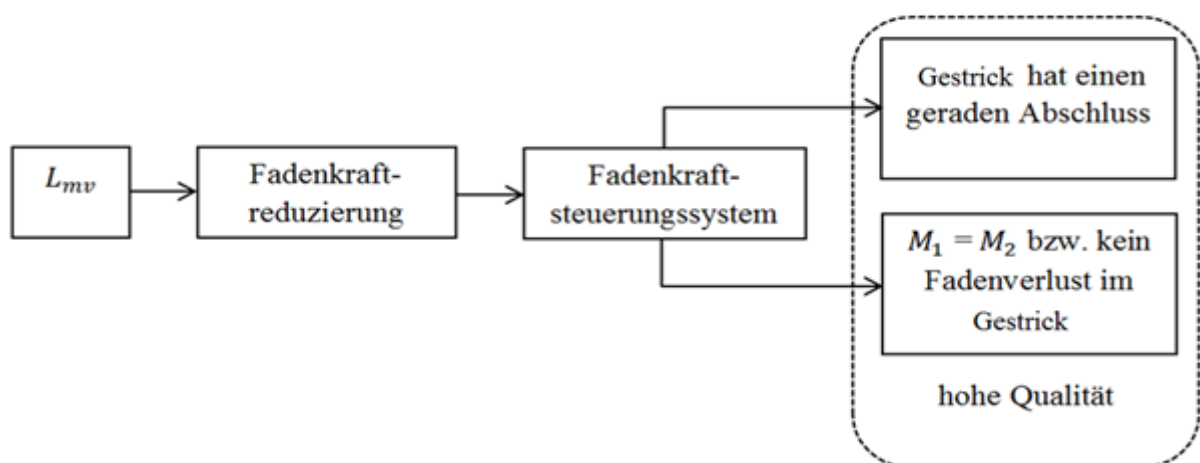 L_mv
Fadenkraft-
reduzierung
Fadenkraft-
steuerungssystem
Gestrick hat einen
geraden Abschluss
M_1 = M_2 bzw. kein
Fadenverlust im
Gestrick
hohe Qualität